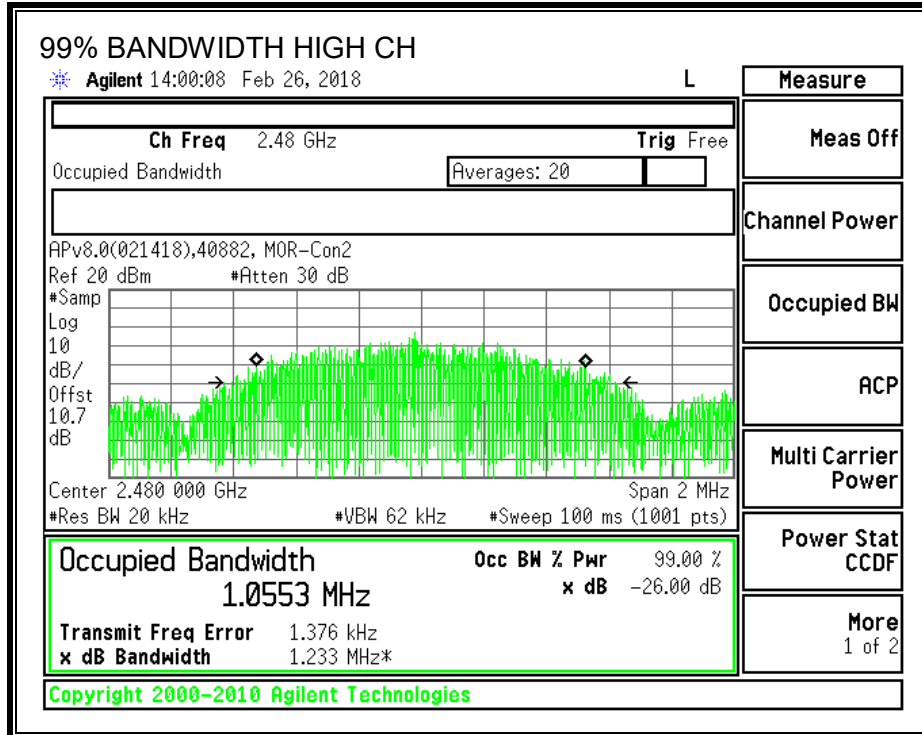 99% BANDWIDTH HIGH CH
Agilent 14:00:08 Feb 26, 2018 L
Measure
Ch Freq 2.48 GHz Trig Free
Meas Off
Occupied Bandwidth Averages: 20
Channel Power
APv8.0(021418),40882, MOR-Con2
Ref 20 dBm #Atten 30 dB
#Samp
Log
10
dB/
Offst
10.7
dB
Occupied BW
ACP
Multi Carrier
Power
Center 2.480 000 GHz Span 2 MHz
#Res BW 20 kHz #VBW 62 kHz #Sweep 100 ms (1001 pts)
Power Stat
CCDF
Occupied Bandwidth Occ BW % Pwr 99.00 %
1.0553 MHz x dB -26.00 dB
Transmit Freq Error 1.376 kHz
x dB Bandwidth 1.233 MHz*
More
1 of 2
Copyright 2000-2010 Agilent Technologies